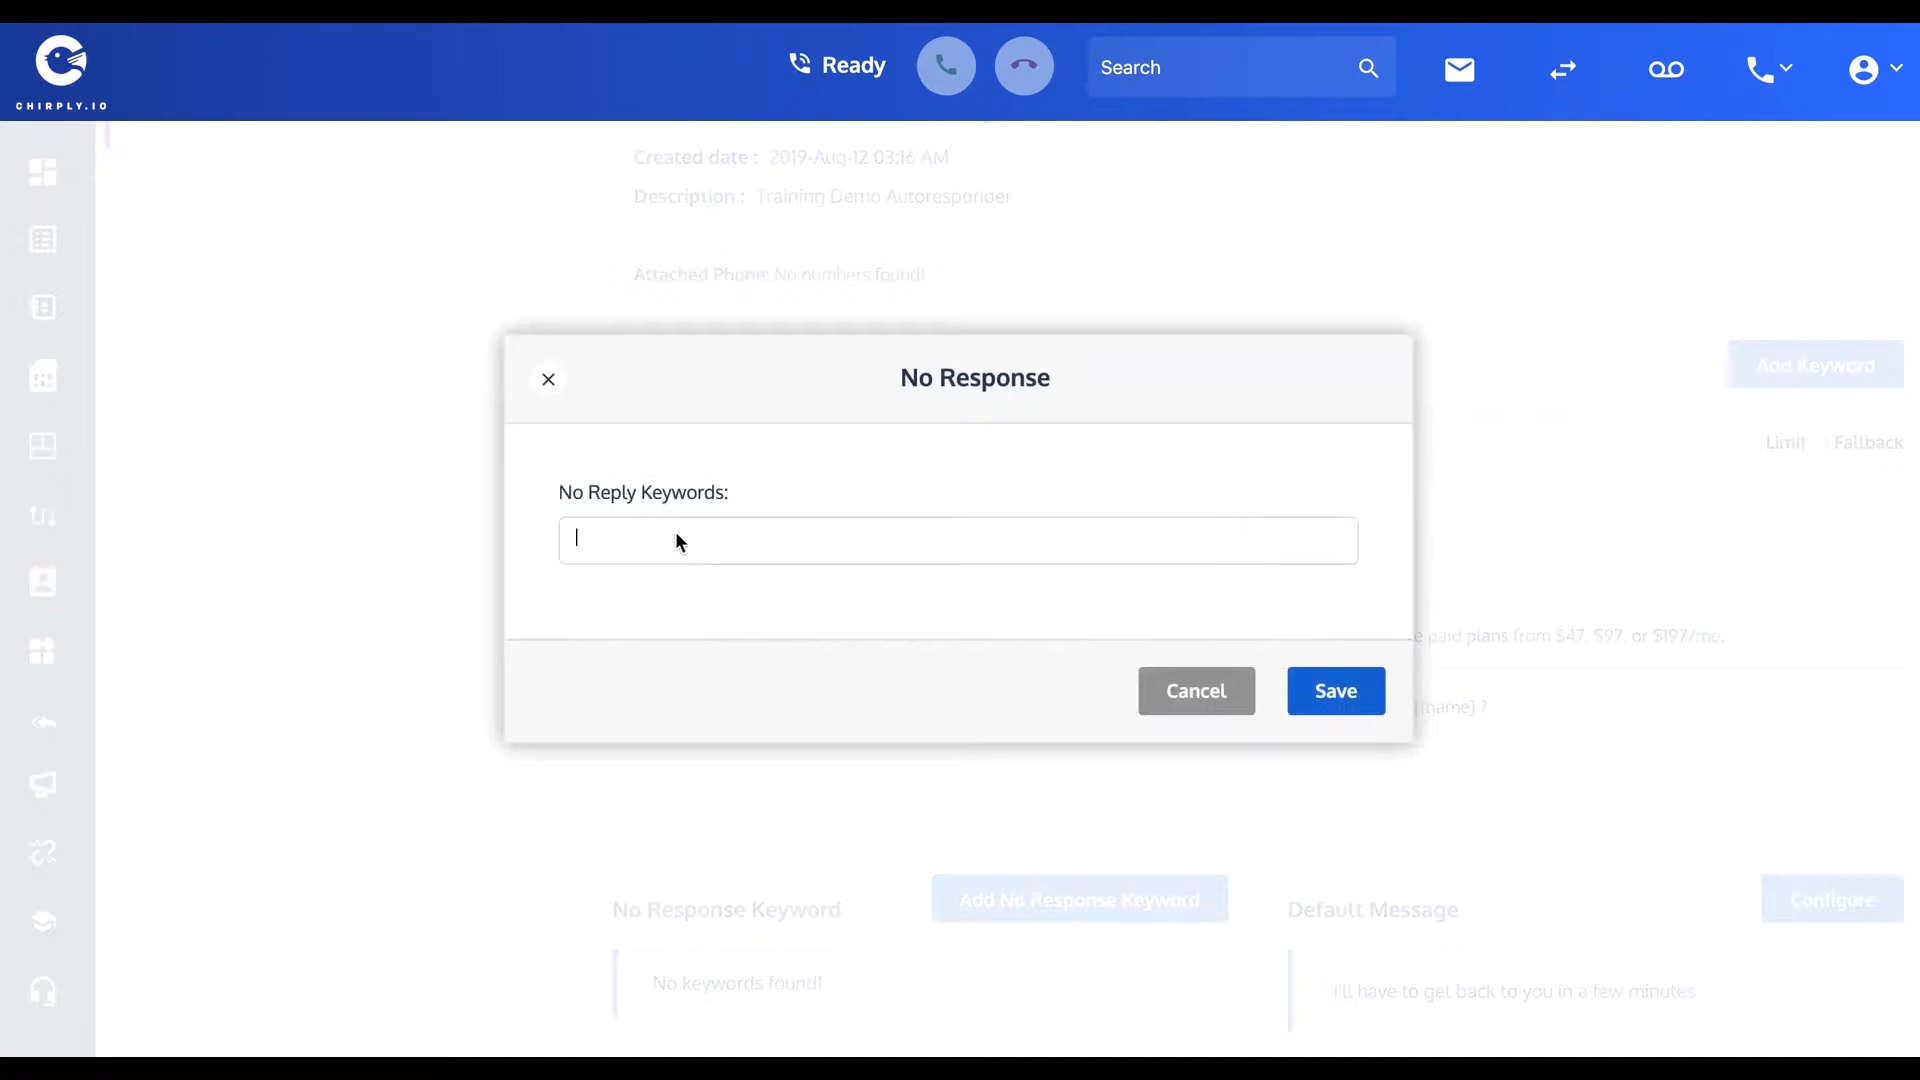 CHIRPLY.IO
Ready
Search
Created date : 2019-Aug-12 03:16 AM
Description : Training Demo Autoresponder
Attached Phone: No numbers found!
No Response
Add Keyword
Limit
Fallback
No Reply Keywords:
paid plans from $47, $97, or $197/mo.
Cancel
Save
name] ?
No Response Keyword
Add No Response Keyword
Default Message
Configure
No keywords found!
I'll have to get back to you in a few minutes